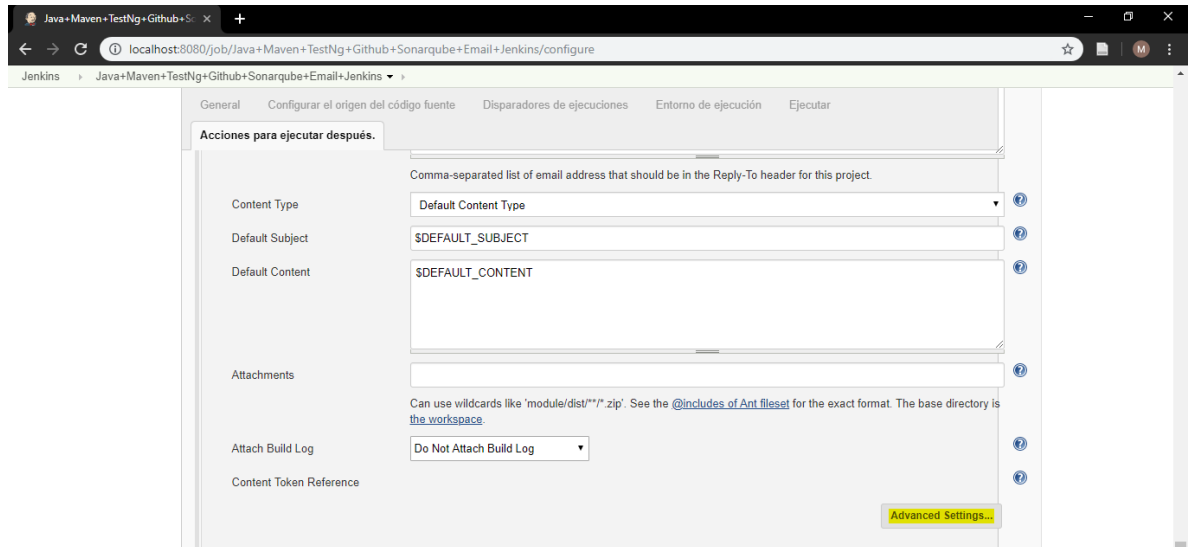 Java+Maven+TestNg+Github+Sc
localhost:8080/job/Java+Maven+TestNg+Github+Sonarqube+Email+Jenkins/configure
M
Jenkins Java+Maven+TestNg+Github+Sonarqube+Email+Jenkins
General Configurar el origen del código fuente Disparadores de ejecuciones Entorno de ejecución Ejecutar
Acciones para ejecutar después.
Comma-separated list of email address that should be in the Reply-To header for this project.
Content Type Default Content Type
Default Subject $DEFAULT_SUBJECT
Default Content $DEFAULT_CONTENT
Attachments
Can use wildcards like 'module/dist/**/*.zip'. See the @includes of Ant fileset for the exact format. The base directory is
the workspace.
Attach Build Log Do Not Attach Build Log
Content Token Reference
Advanced Settings...